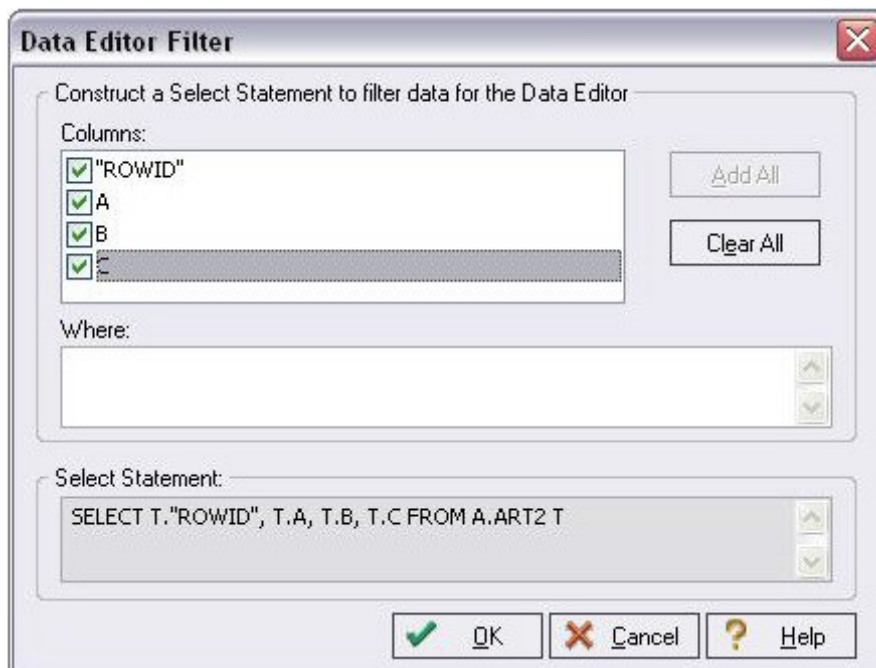 Data Editor Filter
Construct a Select Statement to filter data for the Data Editor
Columns:
"ROWID"
A
B
C
Add All
Clear All
Where:
Select Statement:
SELECT T."ROWID", T.A, T.B, T.C FROM A.ART2 T
OK
Cancel
Help